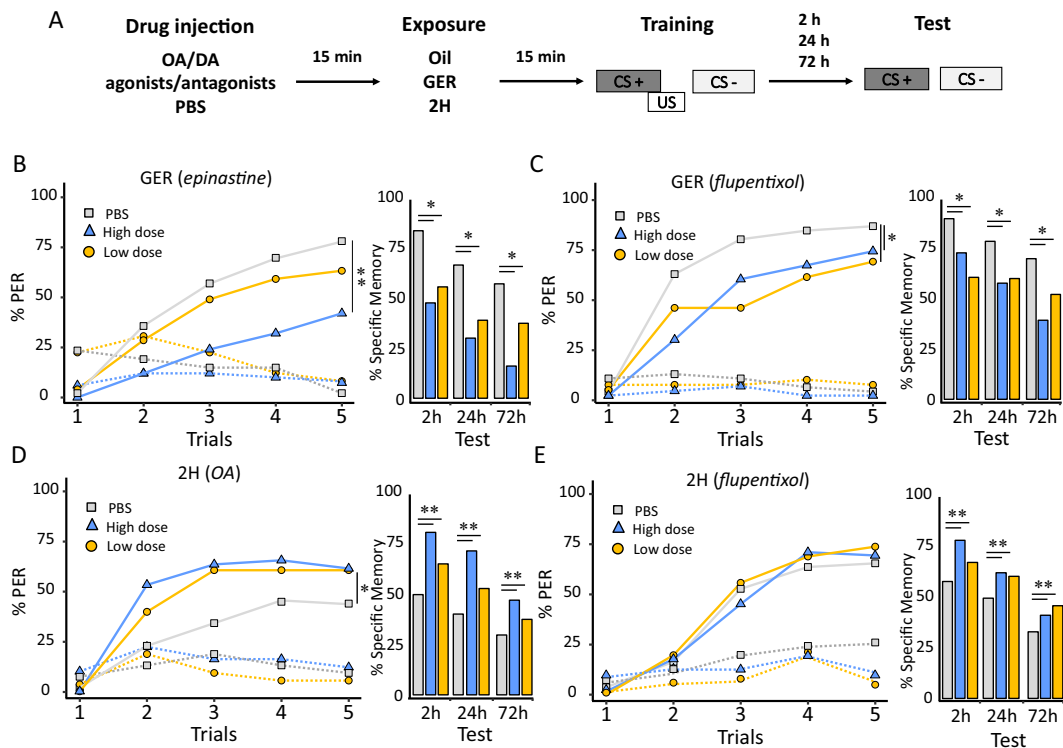 A
Drug injection
Exposure
Training
Test
OA/DA
agonists/antagonists
PBS
15 min
Oil
GER
2H
15 min
CS +
US
CS -
2 h
24 h
72 h
CS +
CS -
B
GER (epinastine)
% PER
100
75
50
25
0
PBS
High dose
Low dose
**
1 2 3 4 5
Trials
% Specific Memory
100
75
50
25
0
*
*
*
2h 24h 72h
Test
C
GER (flupentixol)
% PER
100
75
50
25
0
PBS
High dose
Low dose
*
1 2 3 4 5
Trials
% Specific Memory
100
75
50
25
0
*
*
*
2h 24h 72h
Test
D
2H (OA)
% PER
100
75
50
25
0
PBS
High dose
Low dose
*
1 2 3 4 5
Trials
% Specific Memory
100
75
50
25
0
**
**
**
2h 24h 72h
Test
E
2H (flupentixol)
% PER
100
75
50
25
0
PBS
High dose
Low dose
1 2 3 4 5
Trials
% Specific Memory
100
75
50
25
0
**
**
**
2h 24h 72h
Test